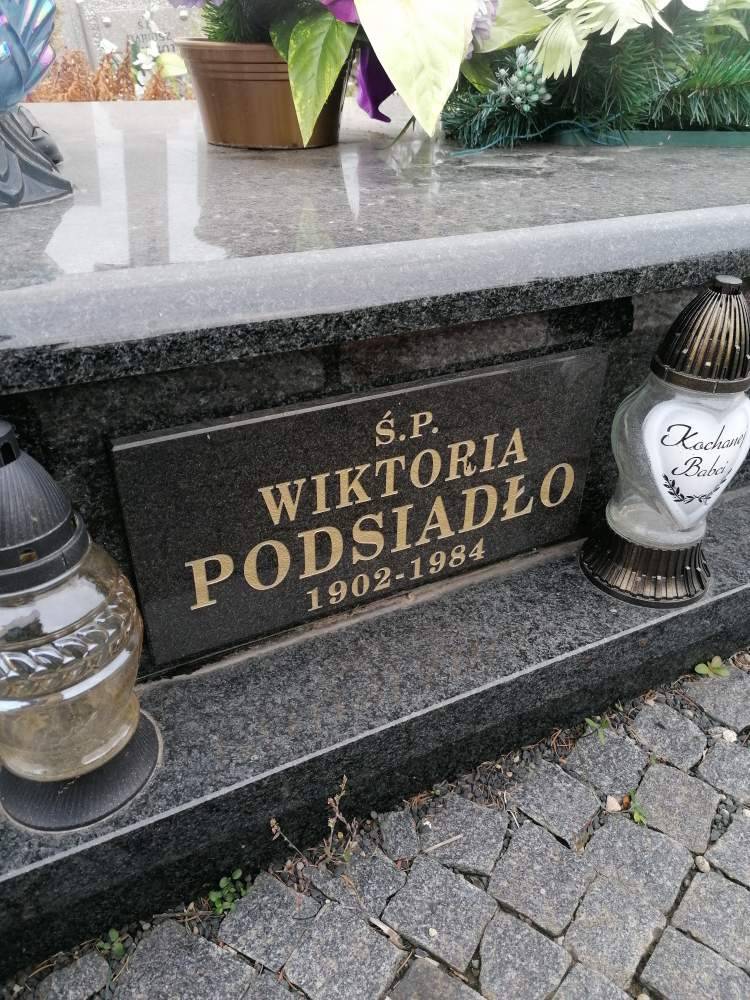 Ś.P.
WIKTORIA
PODSIADŁO
1902-1984
Kochanej
Babci